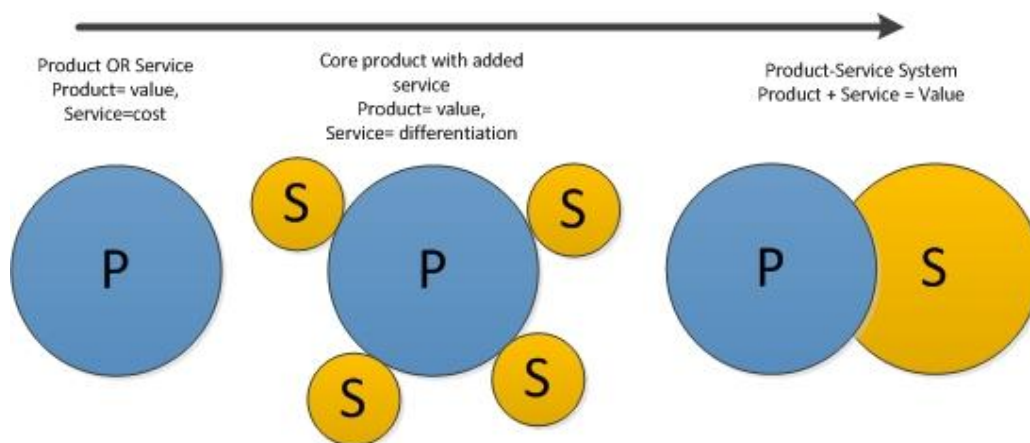 Product OR Service
Product= value,
Service=cost
Core product with added
service
Product= value,
Service= differentiation
Product-Service System
Product + Service = Value
P
S
S
P
S
S
P
S